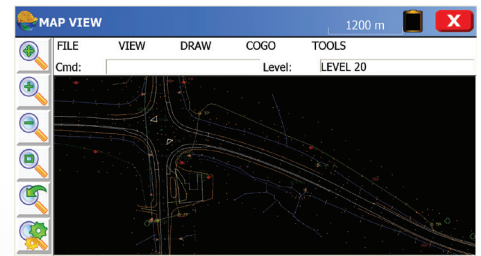 MAP VIEW
1200 m
X
FILE VIEW DRAW COGO TOOLS
Cmd: Level: LEVEL 20